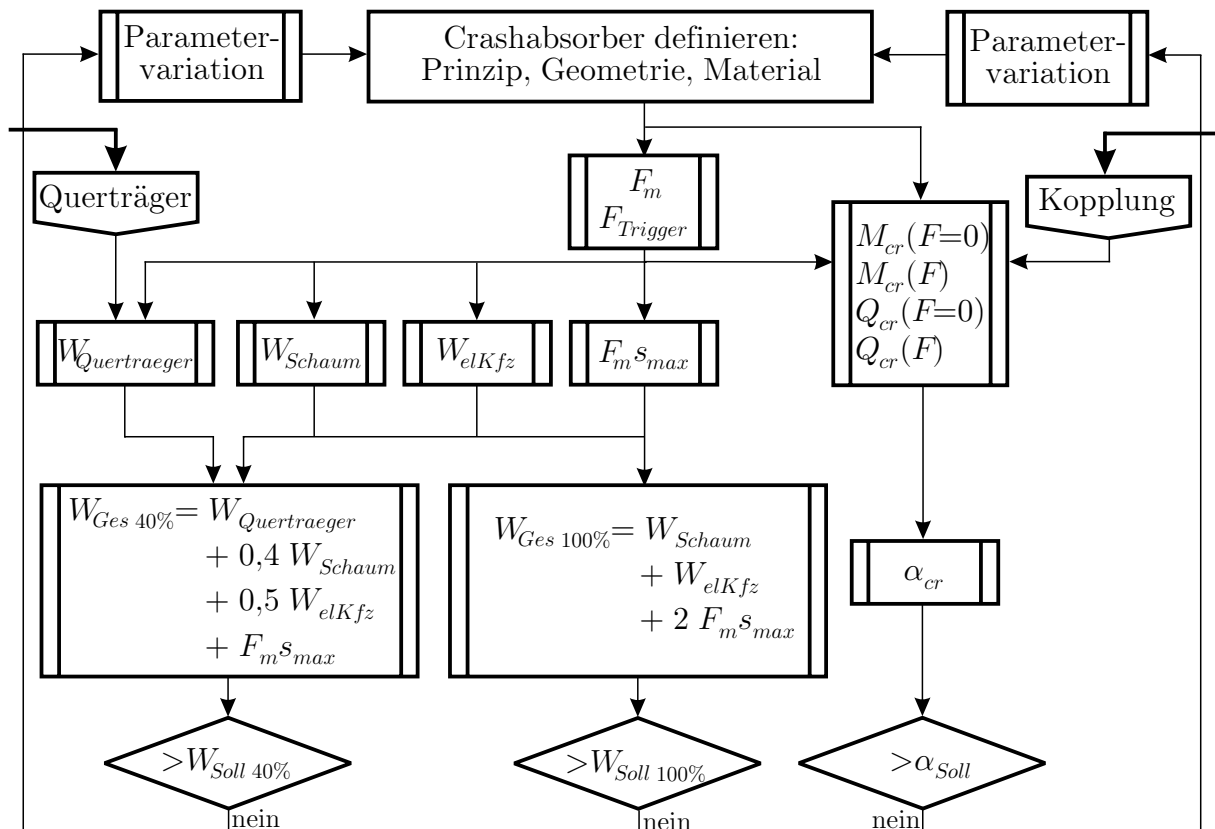 Parameter-
variation
Crashabsorber definieren:
Prinzip, Geometrie, Material
Parameter-
variation
Querträger
F_m
F_Trigger
Kopplung
M_cr(F=0)
M_cr(F)
Q_cr(F=0)
Q_cr(F)
W_Quertraeger
W_Schaum
W_elKfz
F_m s_max
W_Ges 40% = W_Quertraeger
+ 0,4 W_Schaum
+ 0,5 W_elKfz
+ F_m s_max
W_Ges 100% = W_Schaum
+ W_elKfz
+ 2 F_m s_max
α_cr
>W_Soll 40%
>W_Soll 100%
>α_Soll
nein
nein
nein